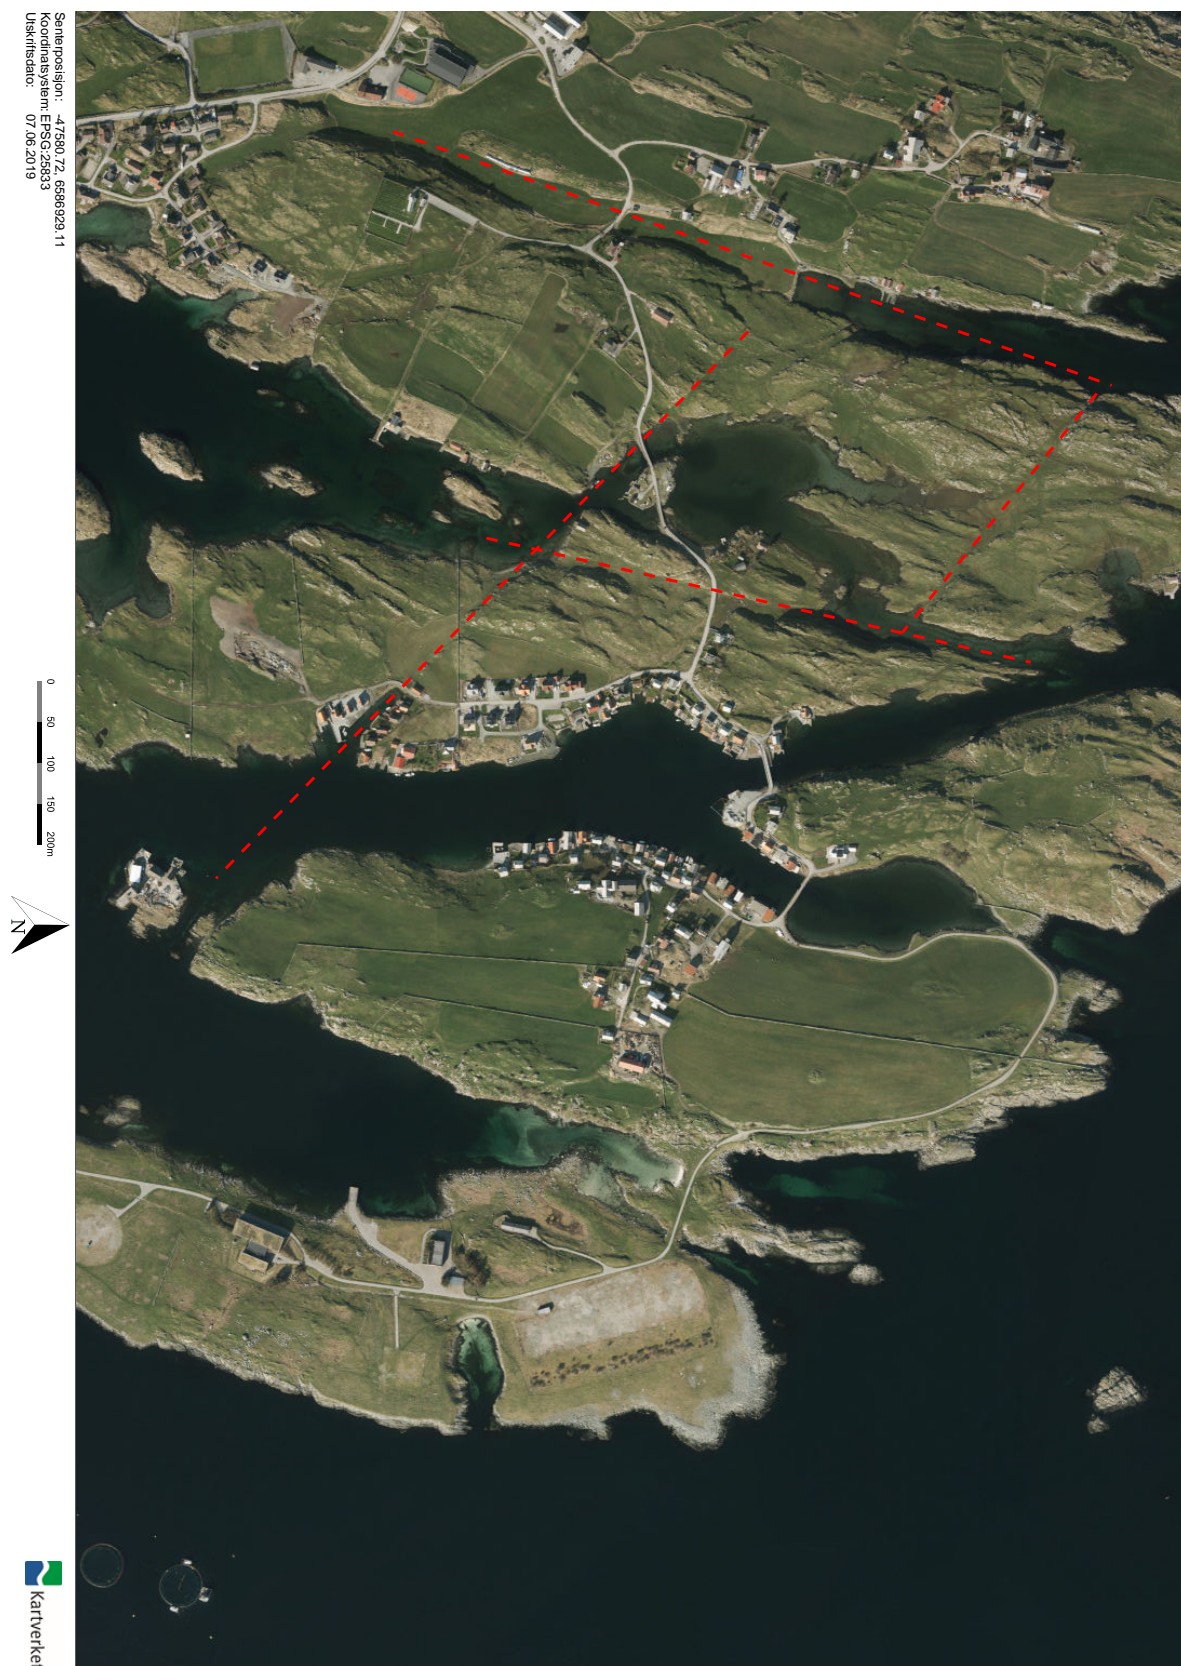 Senterposisjon: -47580.72, 6586929.11
Koordinatsystem: EPSG:25833
Utskriftsdato: 07.06.2019
0 50 100 150 200m
N
Kartverket